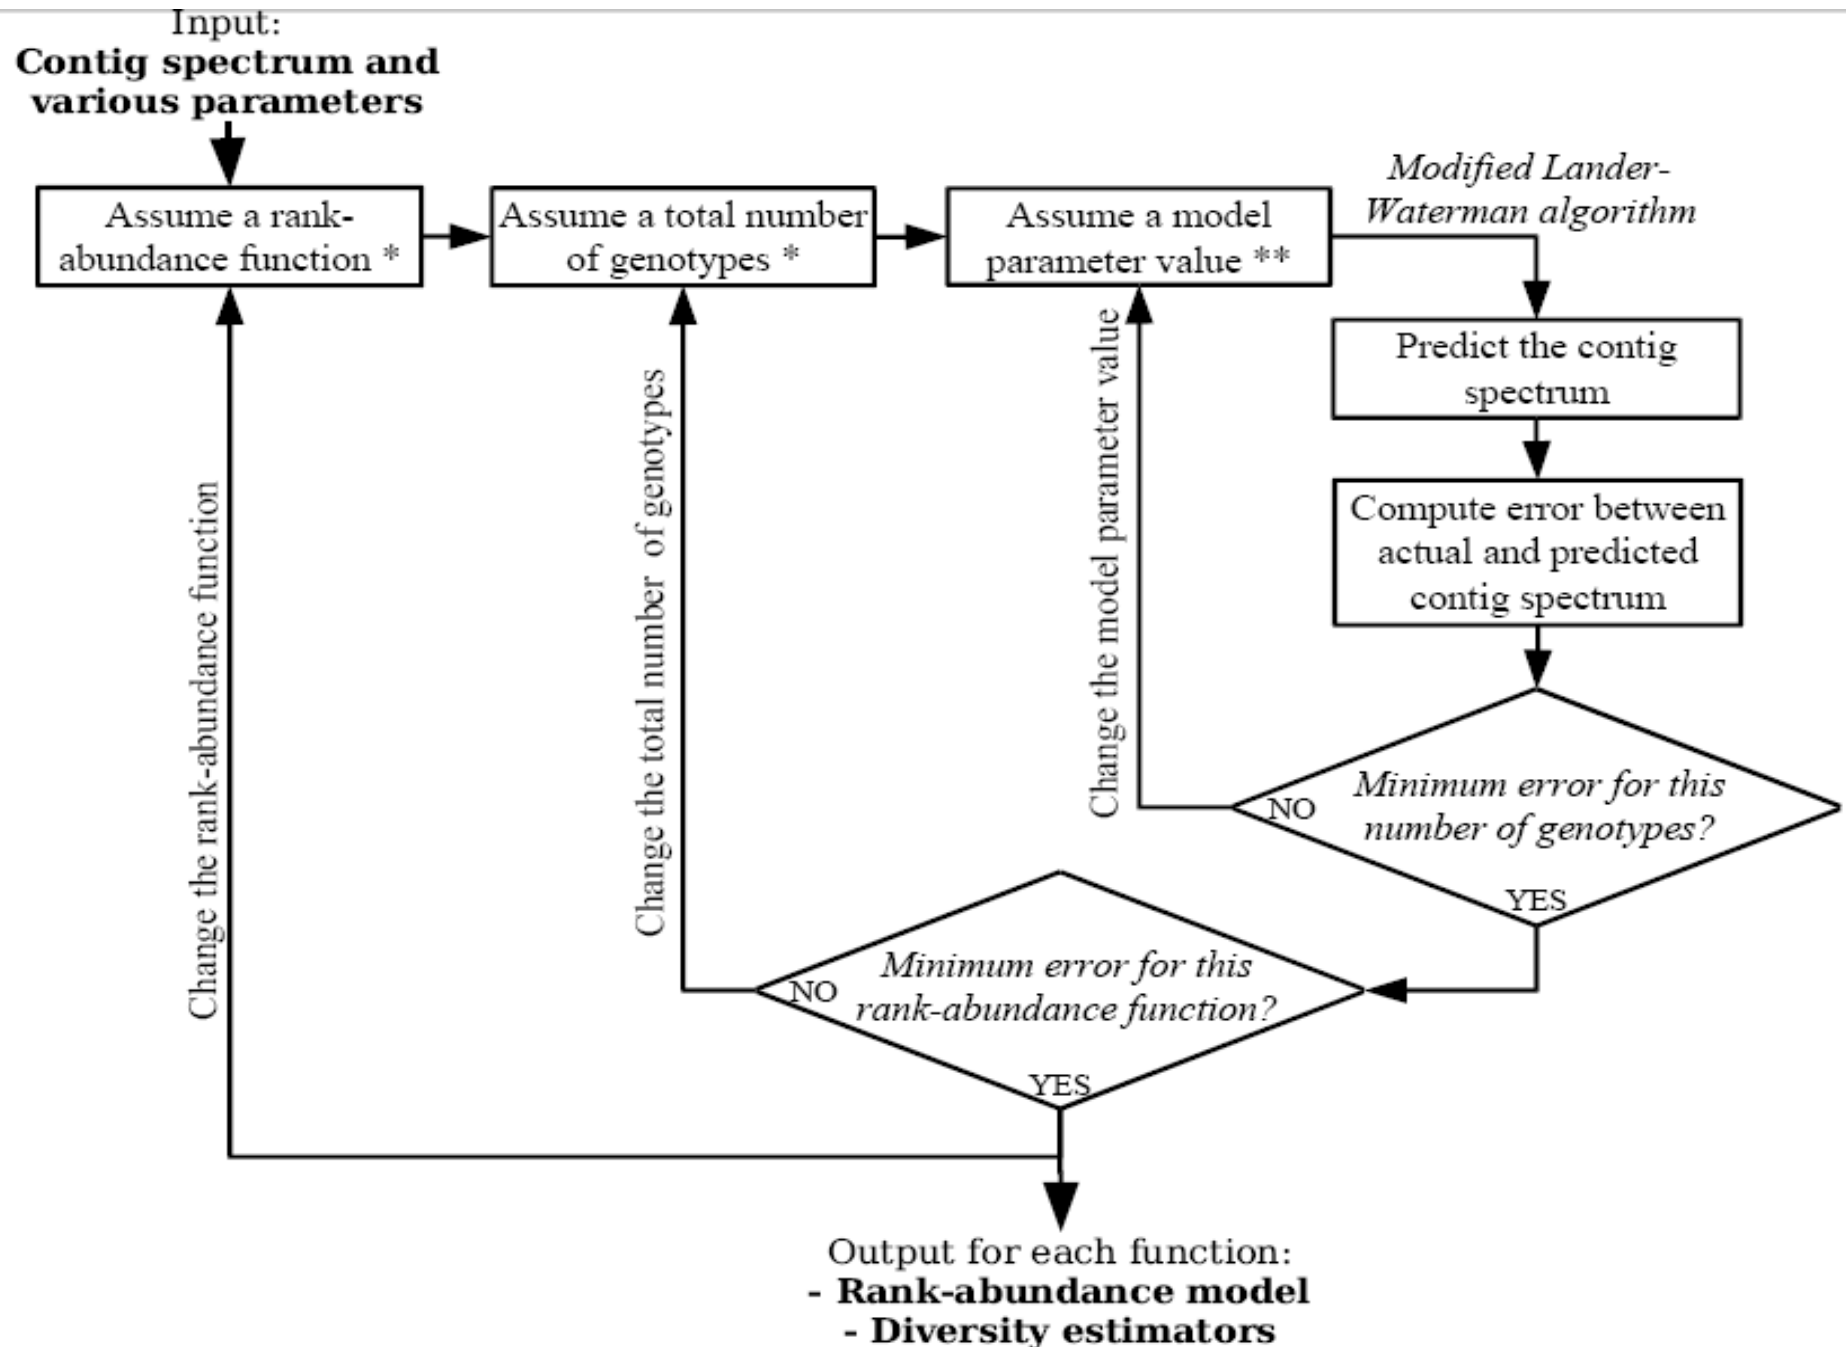 Input:
Contig spectrum and
various parameters
Assume a rank-
abundance function *
Assume a total number
of genotypes *
Assume a model
parameter value **
Modified Lander-
Waterman algorithm
Predict the contig
spectrum
Compute error between
actual and predicted
contig spectrum
Minimum error for this
number of genotypes?
NO
YES
Change the model parameter value
Minimum error for this
rank-abundance function?
NO
YES
Change the total number of genotypes
Change the rank-abundance function
Output for each function:
- Rank-abundance model
- Diversity estimators